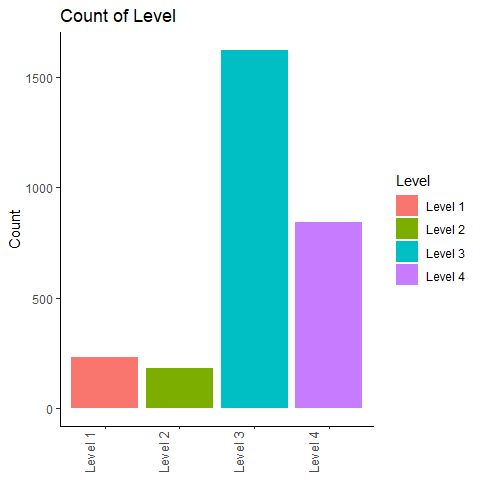 Count of Level
Count
1500
1000
500
0
Level 1
Level 2
Level 3
Level 4
Level
Level 1
Level 2
Level 3
Level 4